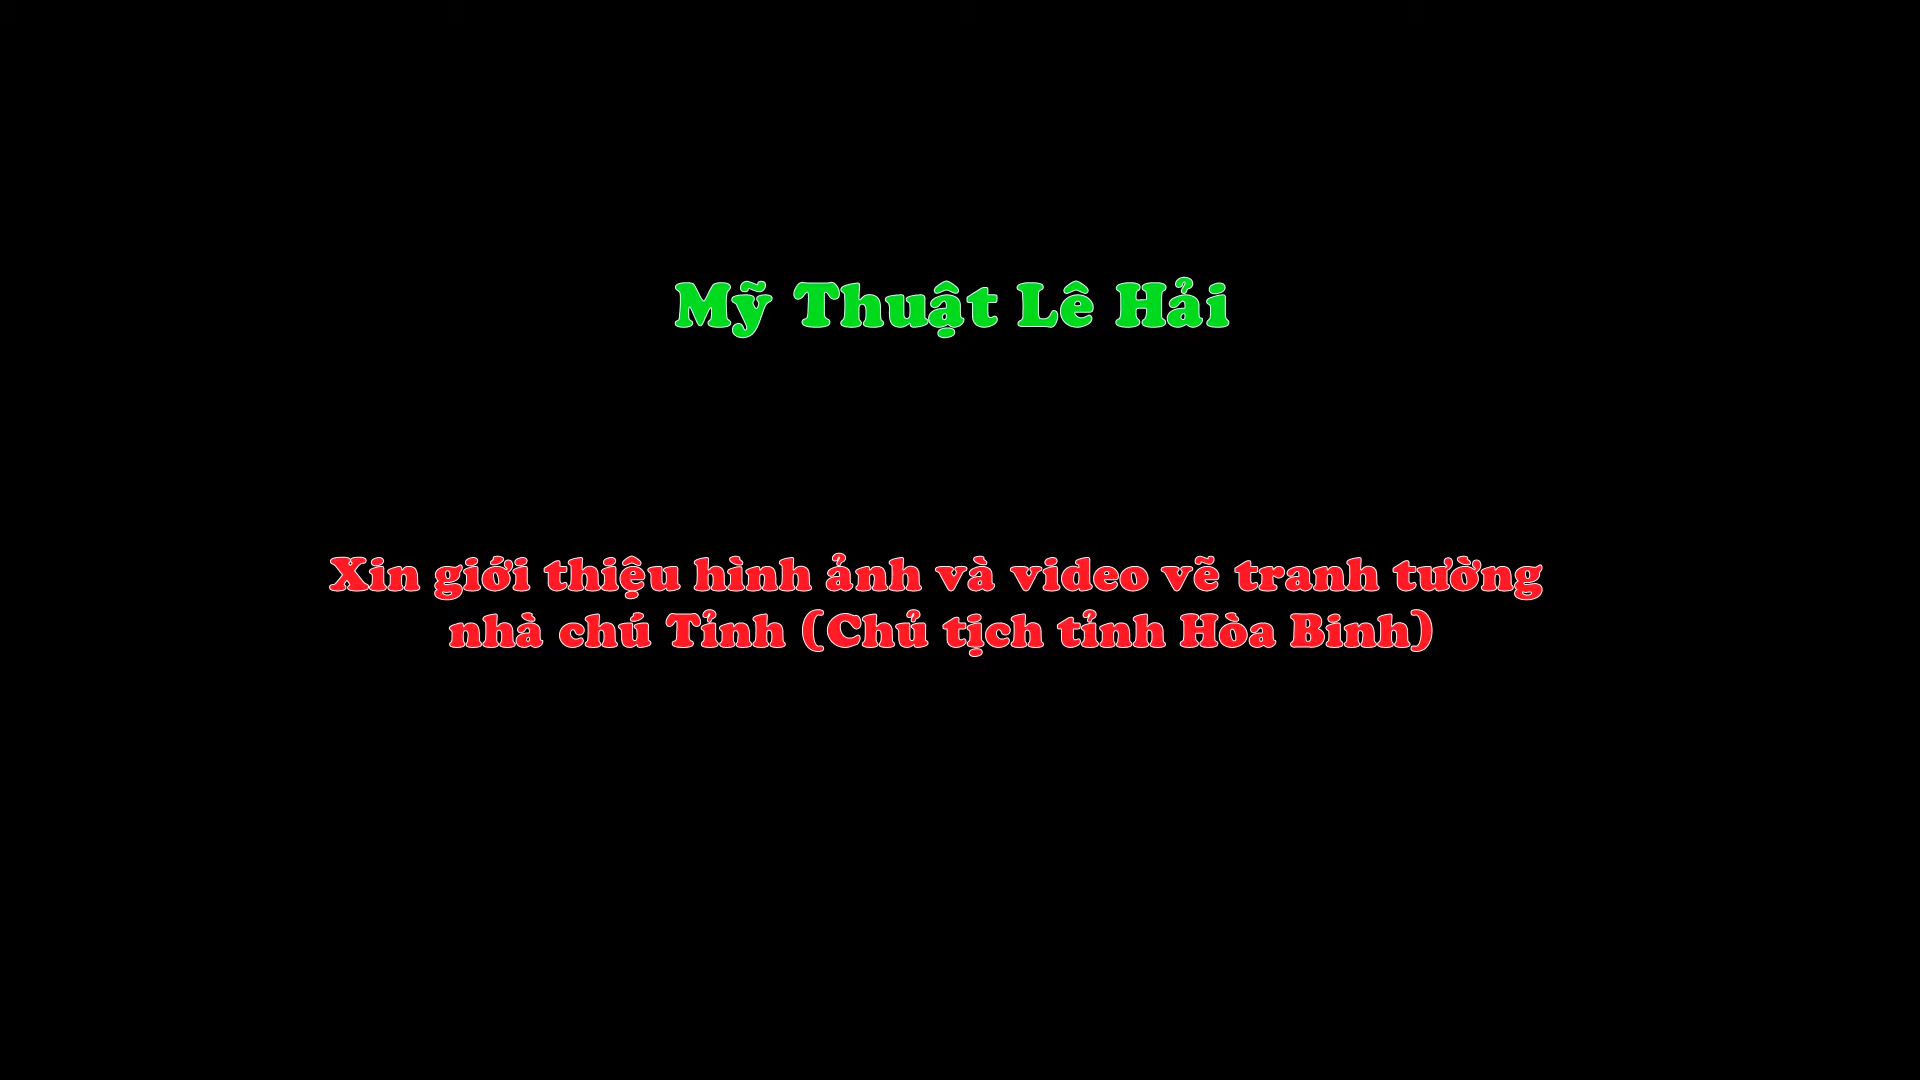 Mỹ Thuật Lê Hải
Xin giới thiệu hình ảnh và video vẽ tranh tường
nhà chú Tỉnh (Chủ tịch tỉnh Hòa Binh)